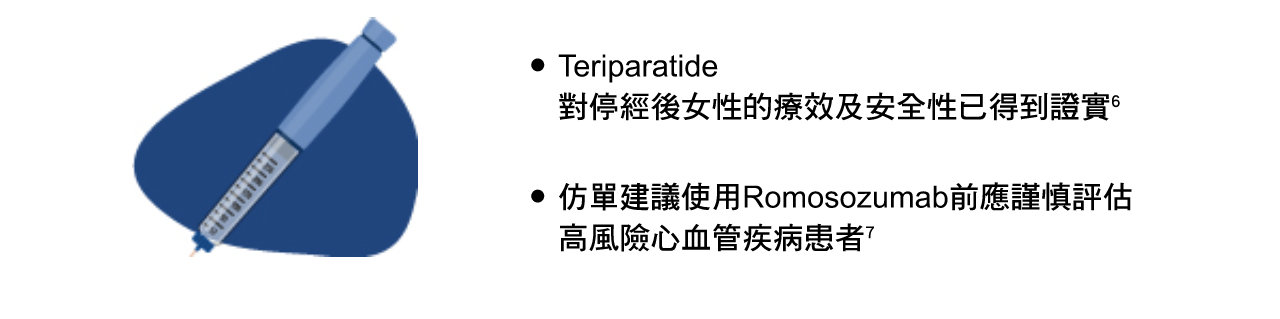 ● Teriparatide
對停經後女性的療效及安全性已得到證實⁶
● 仿單建議使用Romosozumab前應謹慎評估
高風險心血管疾病患者⁷